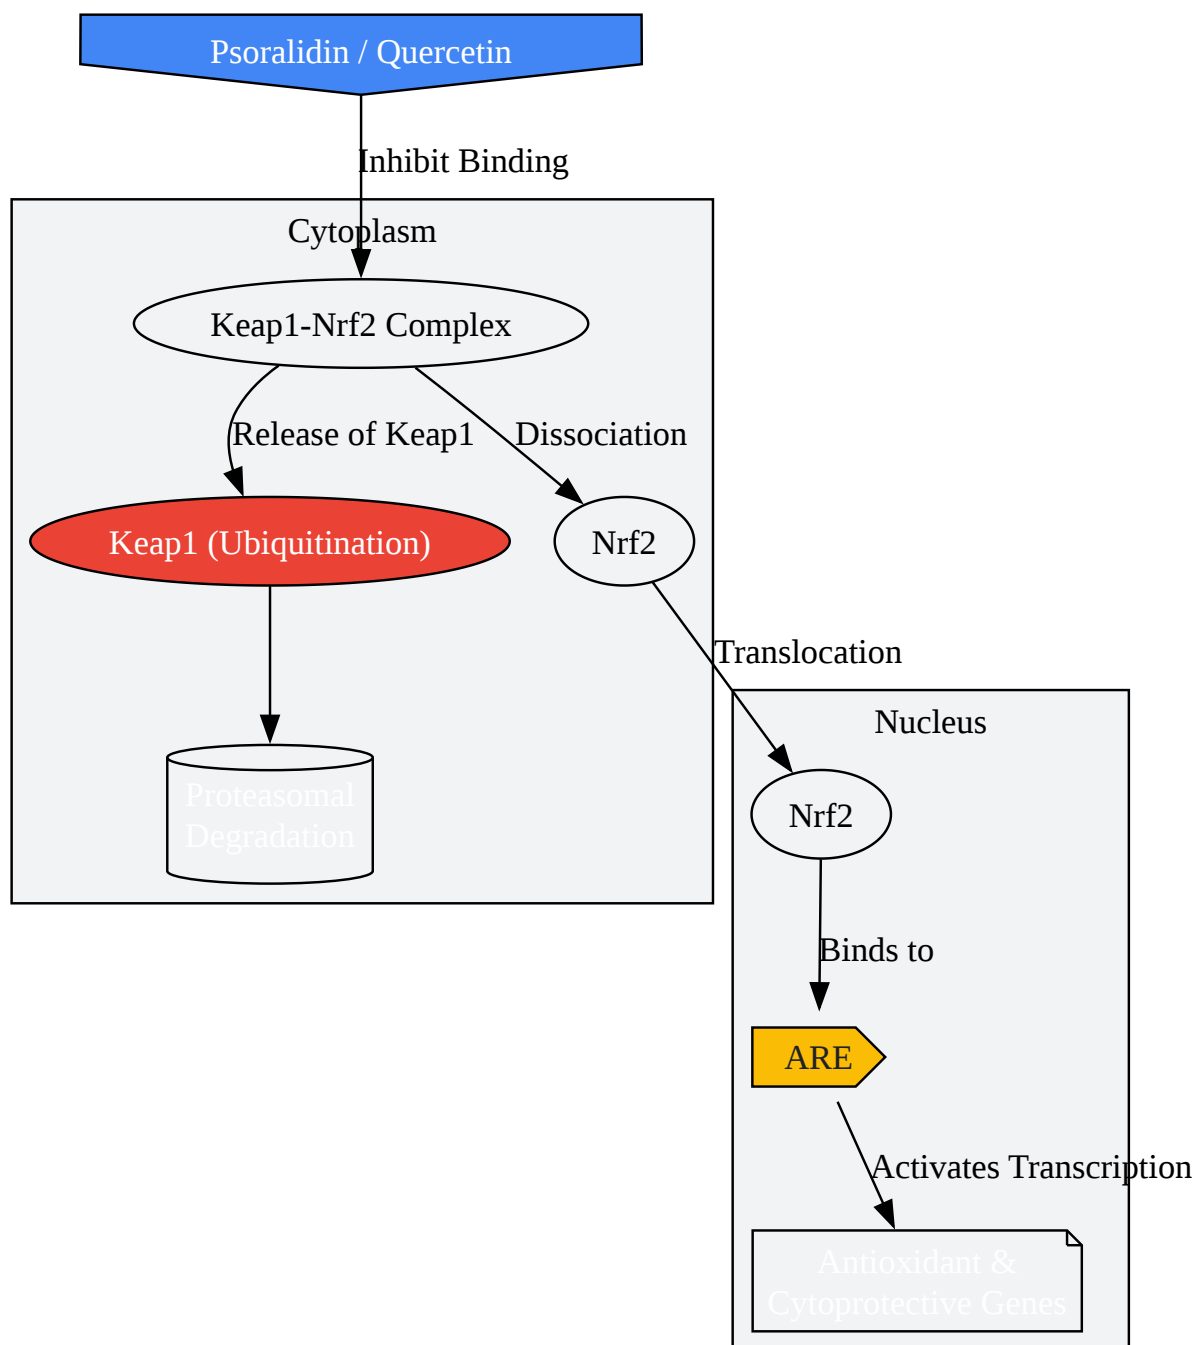 Psoralidin / Quercetin
Inhibit Binding
Cytoplasm
Keap1-Nrf2 Complex
Release of Keap1
Dissociation
Keap1 (Ubiquitination)
Nrf2
Translocation
Nucleus
Proteasomal
Degradation
Nrf2
Binds to
ARE
Activates Transcription
Antioxidant &
Cytoprotective Genes